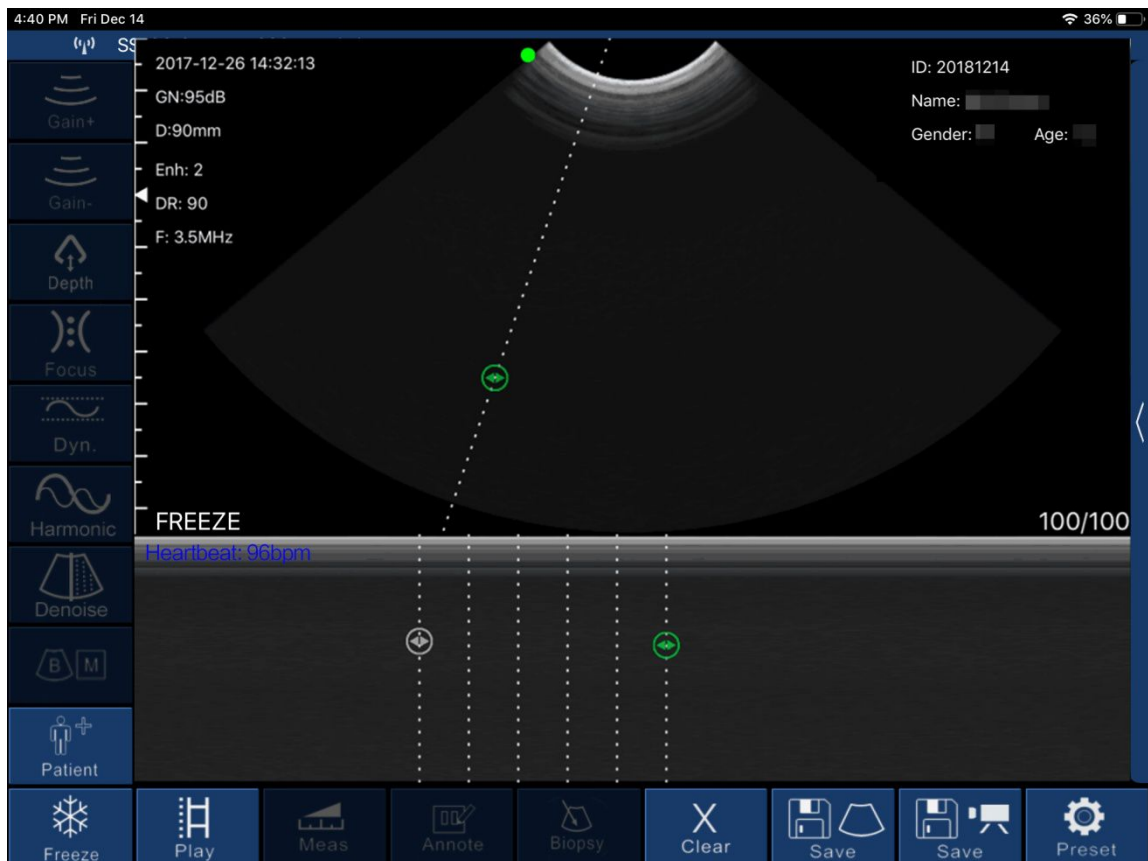 4:40 PM Fri Dec 14
36%
2017-12-26 14:32:13
GN:95dB
D:90mm
Enh: 2
DR: 90
F: 3.5MHz
ID: 20181214
Name:
Gender: Age:
Gain+
Gain-
Depth
Focus
Dyn.
Harmonic
Denoise
B M
Patient
FREEZE
100/100
Heartbeat: 96bpm
Freeze
Play
Meas
Annote
Biopsy
X
Clear
Save
Save
Preset